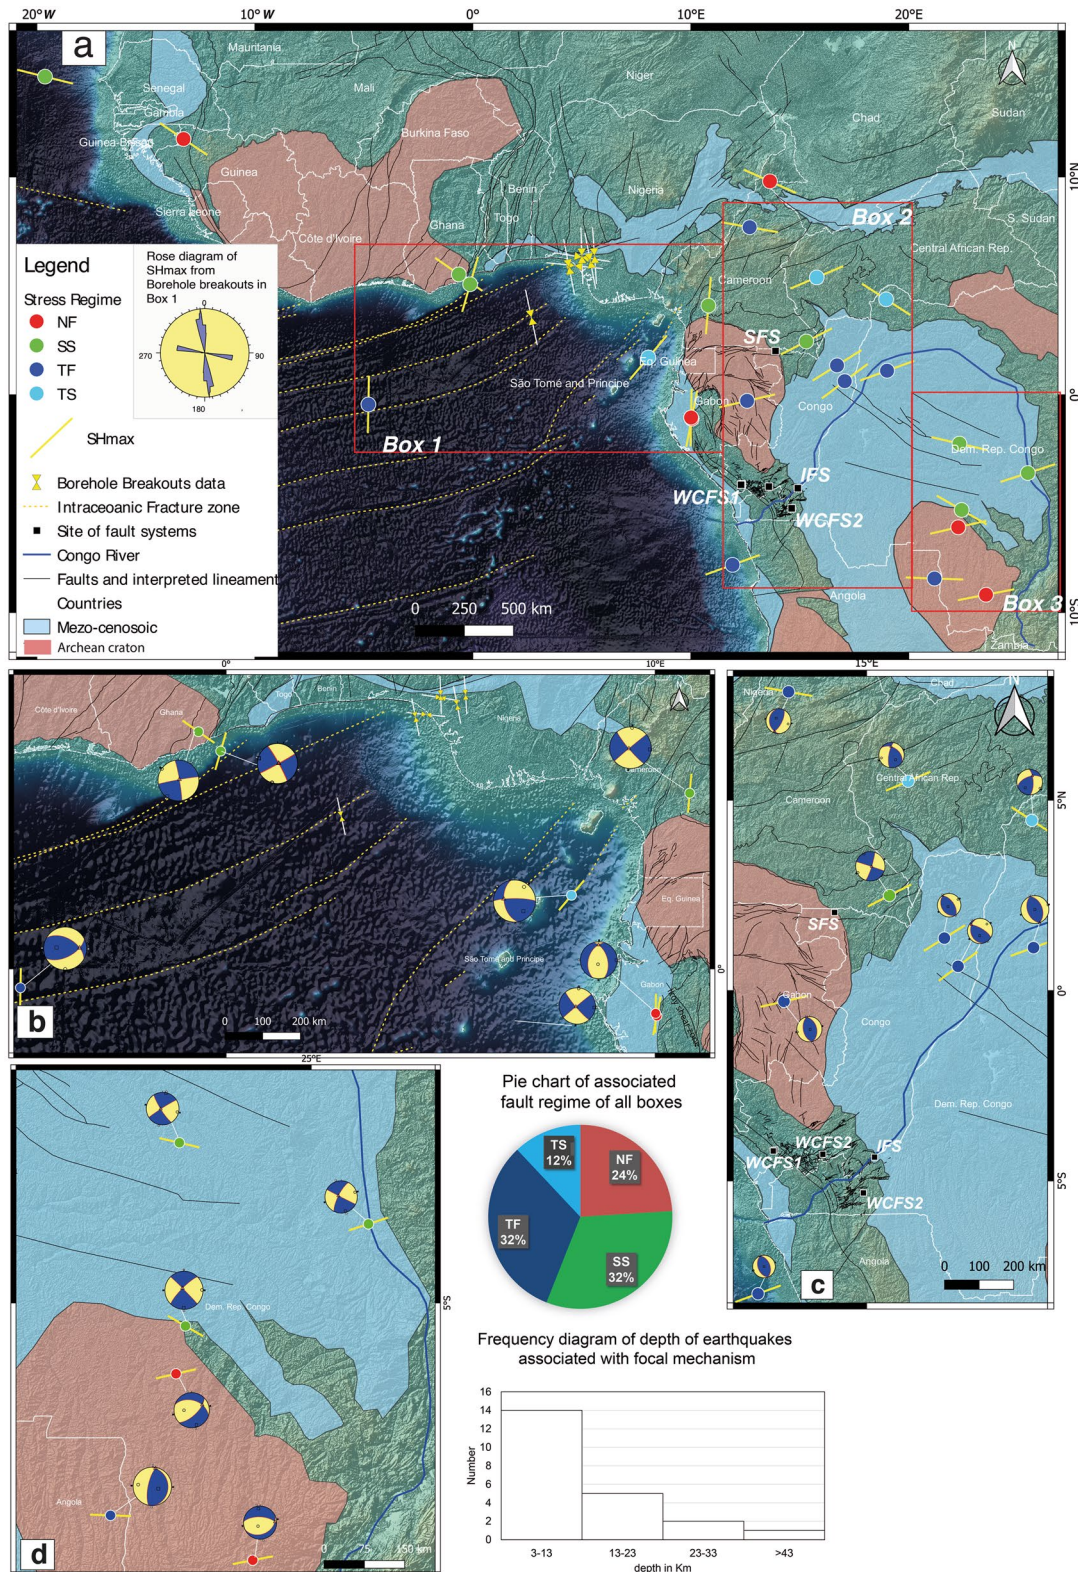 20°W
0°
10°E
20°E
a
N
Mauritania
Mali
Niger
Chad.
Sudan
Senegal
Gambia
Burkina Faso
Guinea
Benin
Nigeria
10°N
Sierra Leone
Togo
Ghana
Côte d'Ivoire
Box 2
S. Sudan
Central African Rep.
Cameroon
Legend
Stress Regime
NF
SS
TF
TS
SHmax
Borehole Breakouts data
Intraceoanic Fracture zone
Site of fault systems
Congo River
Faults and interpreted lineament
Countries
Mezo-cenosoic
Archean craton
Rose diagram of
SHmax from
Borehole breakouts in
Box 1
0
270
90
180
SFS
Eq. Guinea
São Tomé and Principe
Gabon
Congo
0°
Box 1
Dem. Rep. Congo
WCFS1
IFS
WCFS2
Angola
Box 3
10°S
Zambia
0
250
500 km
0°
10°E
Côte d'Ivoire
Ghana
Togo
Benin
Nigeria
Cameroon
Eq. Guinea
São Tomé and Principe
Gabon
0°
b
0
100
200 km
15°E
N
Nigeria
Chad.
Central African Rep.
Cameroon
5°N
SFS
Gabon
Congo
0°
Dem. Rep. Congo
WCFS2
IFS
WCFS1
WCFS2
5°S
Angola
0
100
200 km
c
25°E
Dem. Rep. Congo
5°S
Angola
d
0
75
150 km
Pie chart of associated
fault regime of all boxes
TS
12%
NF
24%
TF
32%
SS
32%
Frequency diagram of depth of earthquakes
associated with focal mechanism
16
14
12
10
8
6
4
2
0
Number
3-13
13-23
23-33
>43
depth in Km